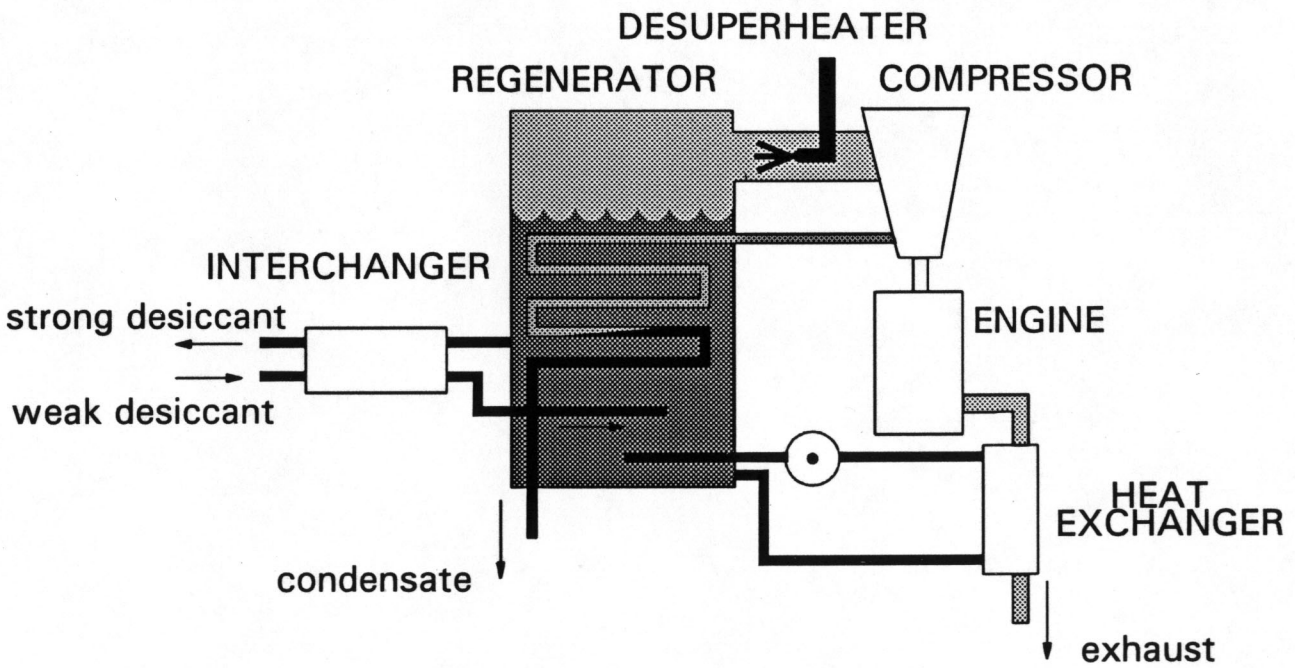 DESUPERHEATER
REGENERATOR
COMPRESSOR
INTERCHANGER
strong desiccant
ENGINE
weak desiccant
HEAT
EXCHANGER
condensate
exhaust